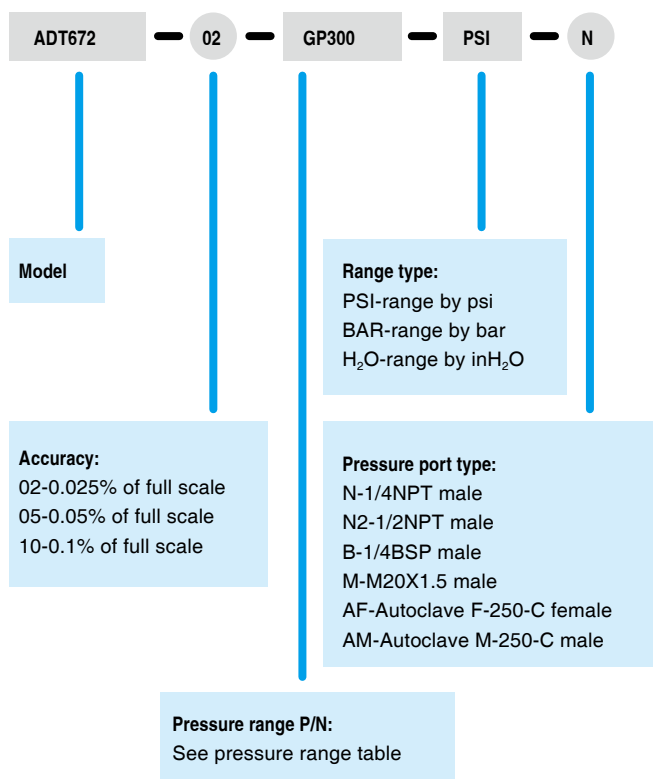 ADT672 02 GP300 PSI N
Model
Range type:
PSI-range by psi
BAR-range by bar
H₂O-range by inH₂O
Accuracy:
02-0.025% of full scale
05-0.05% of full scale
10-0.1% of full scale
Pressure port type:
N-1/4NPT male
N2-1/2NPT male
B-1/4BSP male
M-M20X1.5 male
AF-Autoclave F-250-C female
AM-Autoclave M-250-C male
Pressure range P/N:
See pressure range table